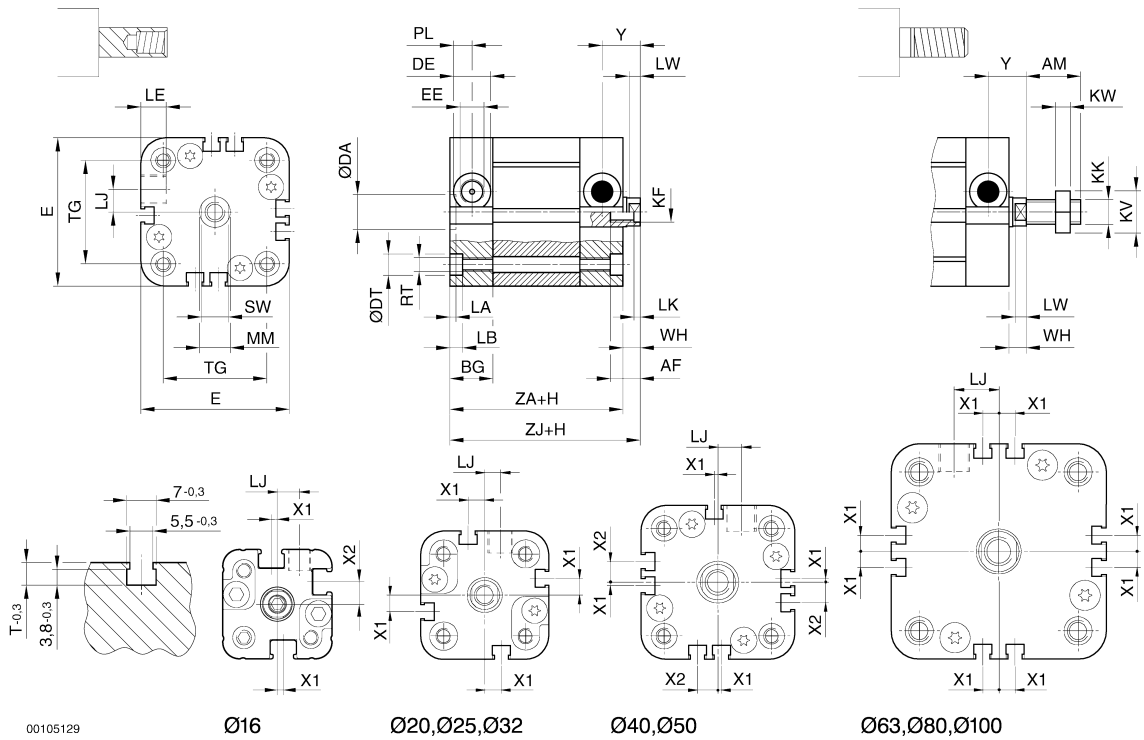 PL
Y
DE
LW
EE
LE
ØDA
E
TG
LJ
KF
SW
MM
TG
E
ØDT
RT
LA
LB
BG
LK
WH
AF
ZA+H
ZJ+H
Y
AM
KW
KK
KV
LW
WH
7-0,3
5,5-0,3
T-0,3
3,8-0,3
LJ
X1
X2
X1
LJ
X1
X1
X1
LJ
X1
X2
X1
X1
X2
X2
X1
LJ
X1
X1
X1
X1
X1
X1
X1
X1
00105129
Ø16
Ø20,Ø25,Ø32
Ø40,Ø50
Ø63,Ø80,Ø100